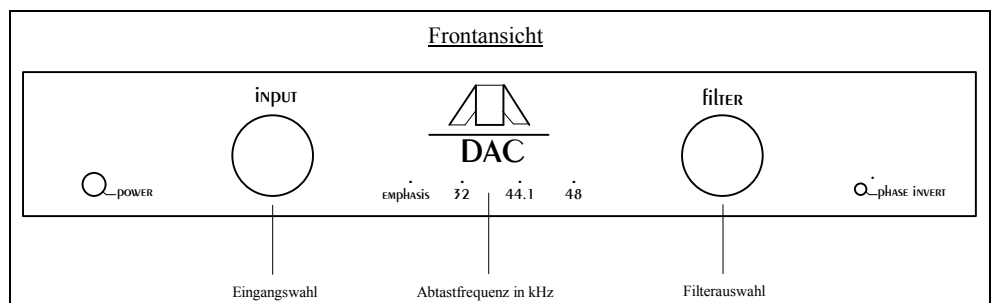 Frontansicht
input
filter
DAC
power
emphasis 32 44.1 48
phase invert
Eingangswahl
Abtastfrequenz in kHz
Filterauswahl